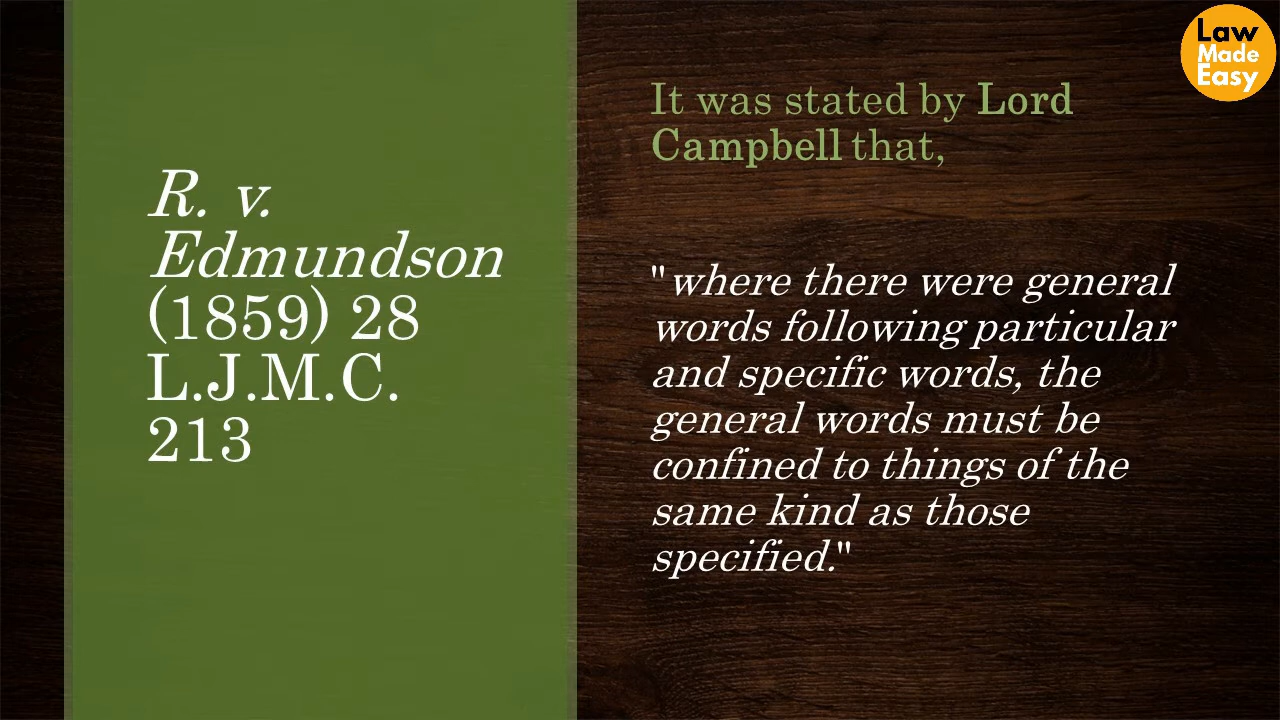 R. v.
Edmundson
(1859) 28
L.J.M.C.
213
It was stated by Lord
Campbell that,
"where there were general
words following particular
and specific words, the
general words must be
confined to things of the
same kind as those
specified."
Law
Made
Easy